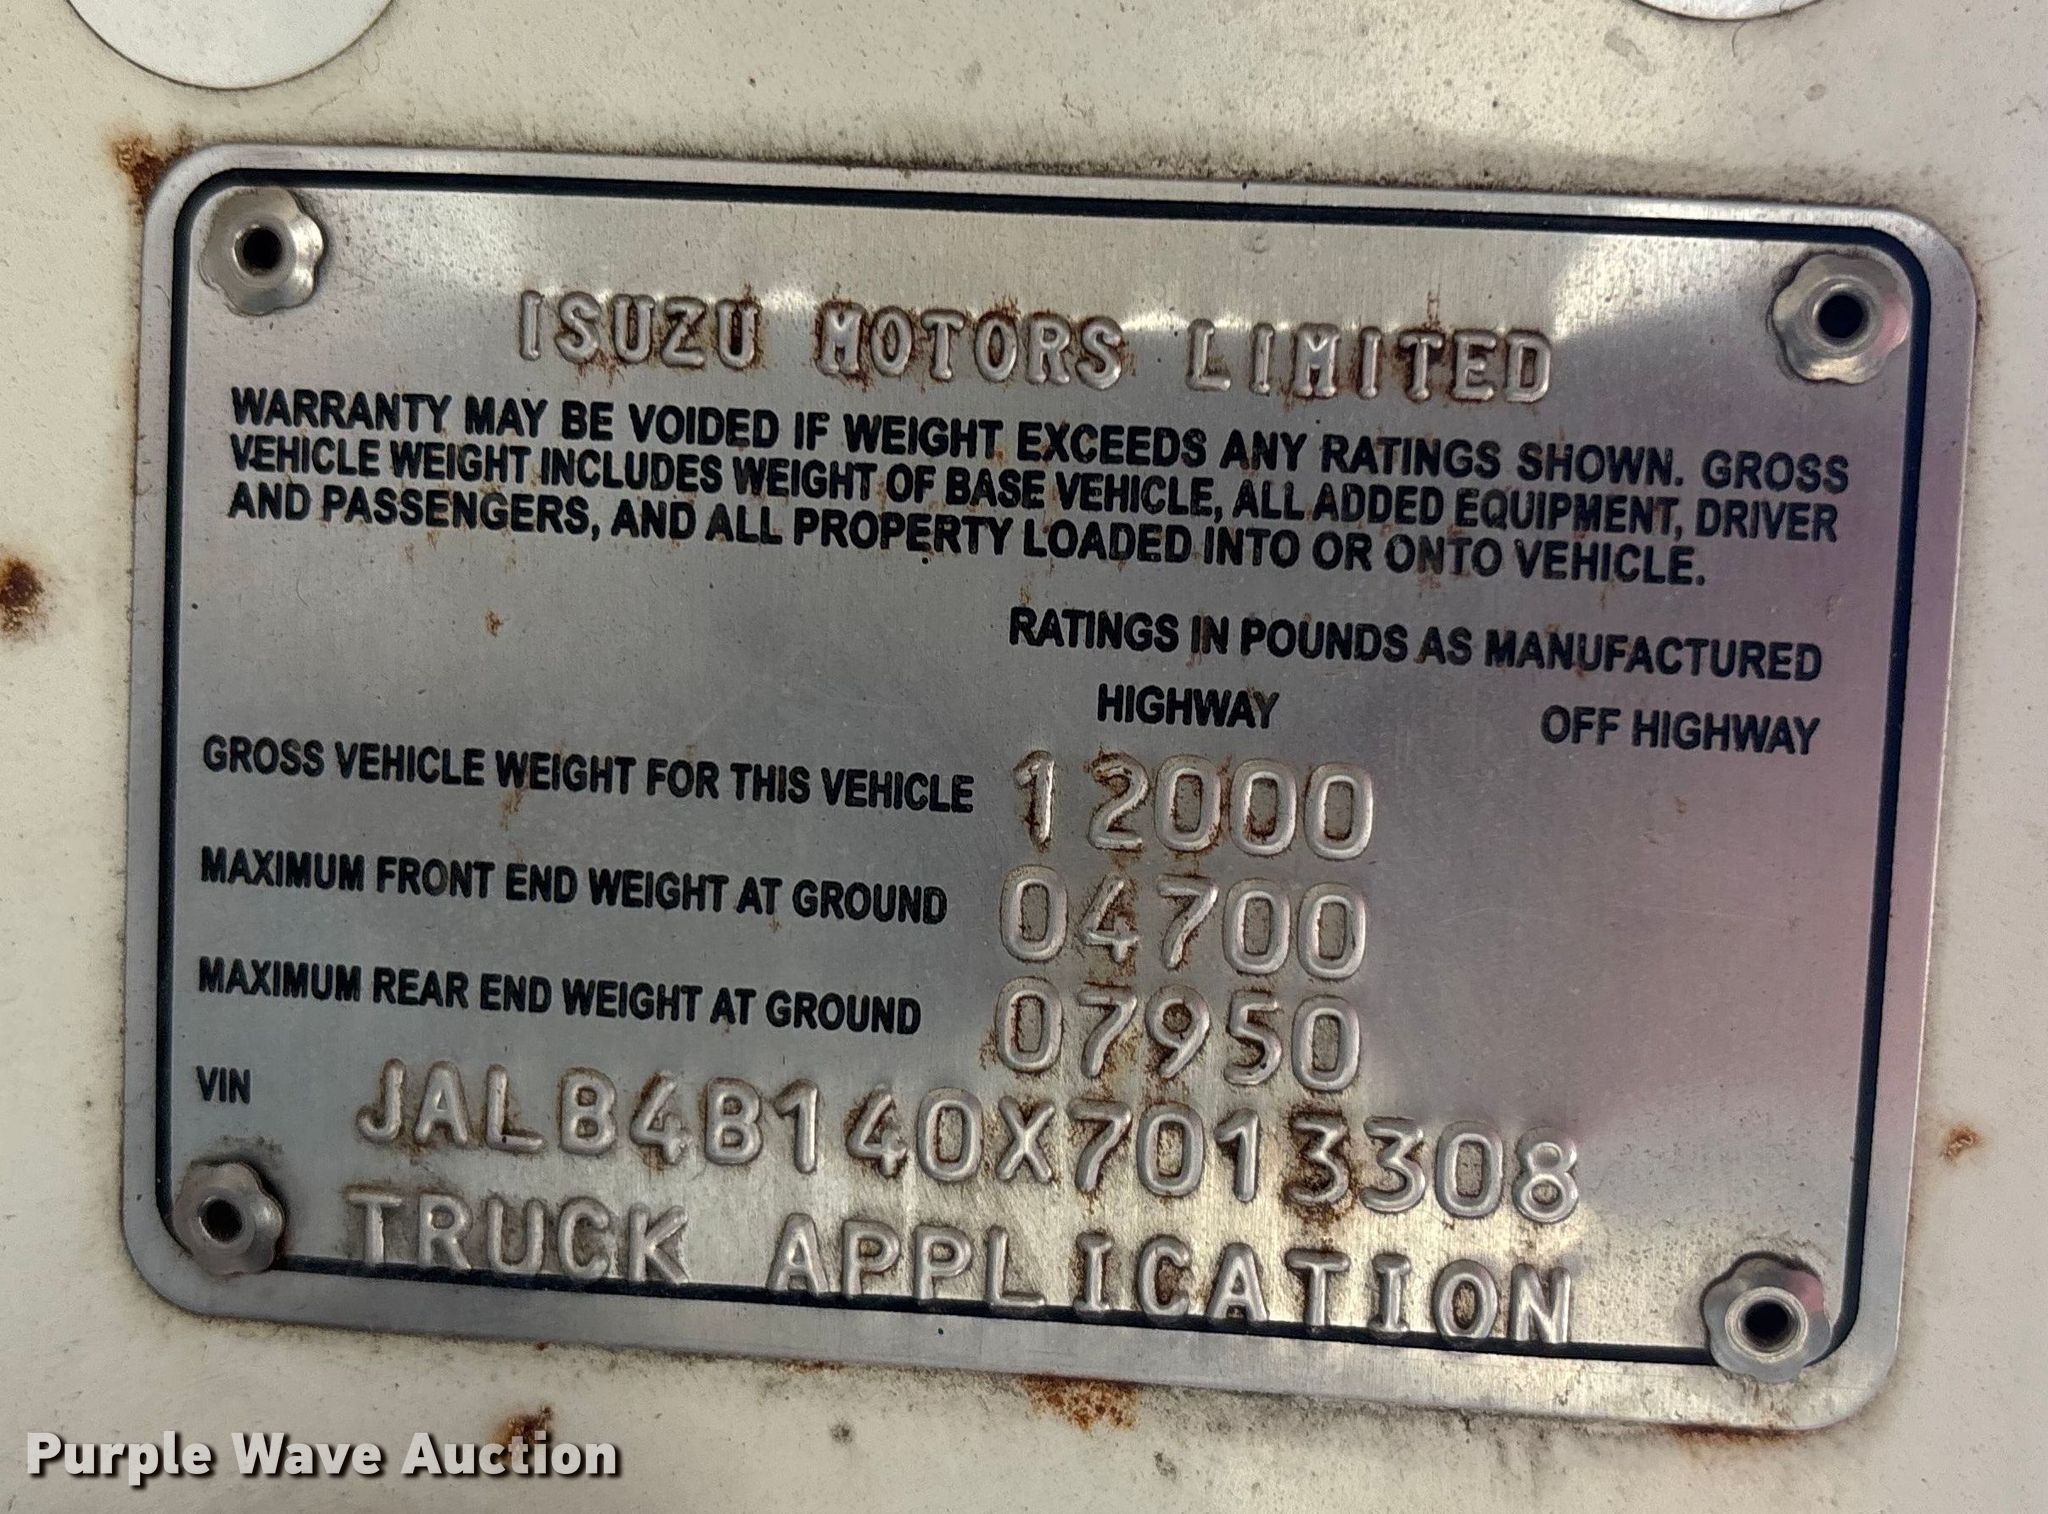 ISUZU MOTORS LIMITED
WARRANTY MAY BE VOIDED IF WEIGHT EXCEEDS ANY RATINGS SHOWN. GROSS
VEHICLE WEIGHT INCLUDES WEIGHT OF BASE VEHICLE, ALL ADDED EQUIPMENT, DRIVER
AND PASSENGERS, AND ALL PROPERTY LOADED INTO OR ONTO VEHICLE.
RATINGS IN POUNDS AS MANUFACTURED
HIGHWAY OFF HIGHWAY
GROSS VEHICLE WEIGHT FOR THIS VEHICLE 12000
MAXIMUM FRONT END WEIGHT AT GROUND 04700
MAXIMUM REAR END WEIGHT AT GROUND 07950
VIN JALB4B140X7013308
TRUCK APPLICATION
Purple Wave Auction